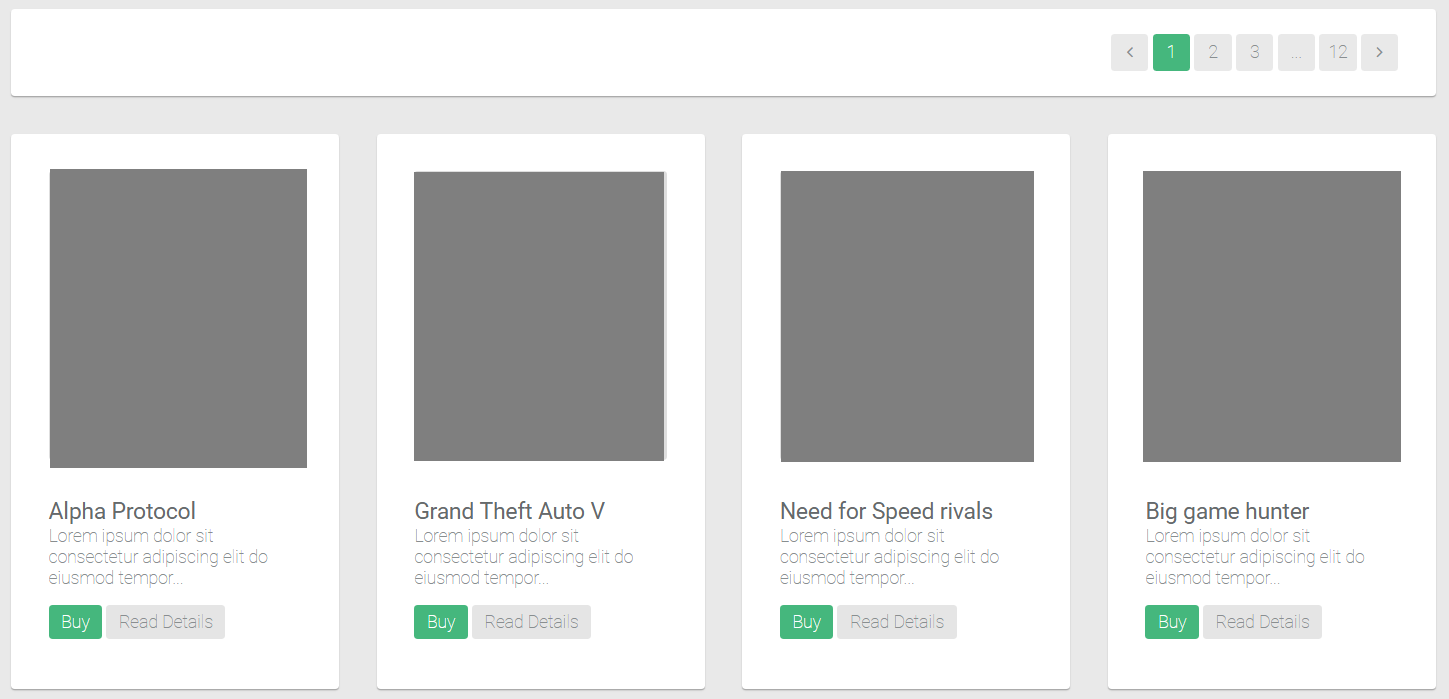 1 2 3 ... 12
Alpha Protocol
Lorem ipsum dolor sit
consectetur adipiscing elit do
eiusmod tempor...
Buy Read Details
Grand Theft Auto V
Lorem ipsum dolor sit
consectetur adipiscing elit do
eiusmod tempor...
Buy Read Details
Need for Speed rivals
Lorem ipsum dolor sit
consectetur adipiscing elit do
eiusmod tempor...
Buy Read Details
Big game hunter
Lorem ipsum dolor sit
consectetur adipiscing elit do
eiusmod tempor...
Buy Read Details